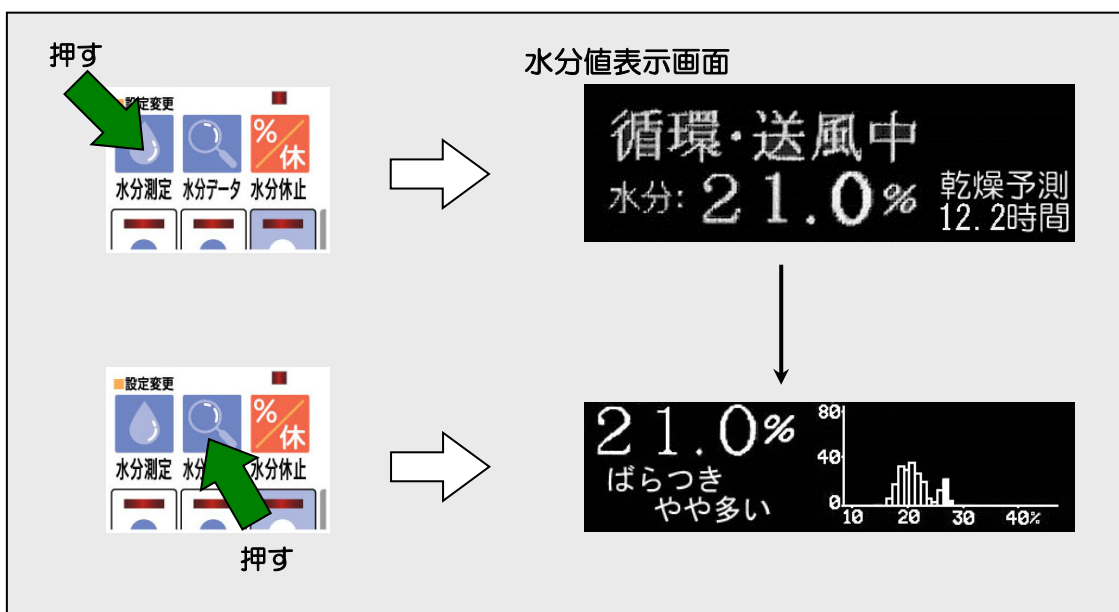 押す
水分値表示画面
■設定変更
%
休
水分測定 水分データ 水分休止
循環・送風中
水分: 21.0% 乾燥予測
12.2時間
■設定変更
%
休
水分測定 水分 水分休止
押す
21.0%
ばらつき
やや多い
80
40
0
10 20 30 40%